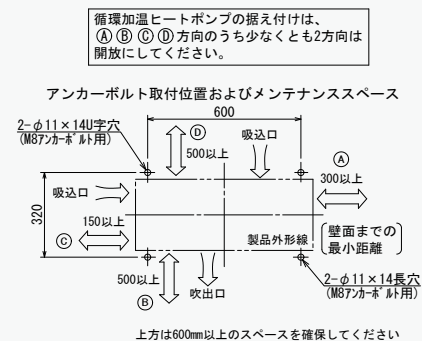 循環加温ヒートポンプの据え付けは、
Ⓐ Ⓑ Ⓒ Ⓓ 方向のうち少なくとも2方向は
開放にしてください。
アンカーボルト取付位置およびメンテナンススペース
600
2-φ11×14U字穴
(M8アンカーボルト用)
Ⓓ
500以上
吸込口
Ⓐ
300以上
320
吸込口
150以上
Ⓒ
製品外形線
壁面までの
最小距離
500以上
Ⓑ
吹出口
2-φ11×14長穴
(M8アンカーボルト用)
上方は600mm以上のスペースを確保してください